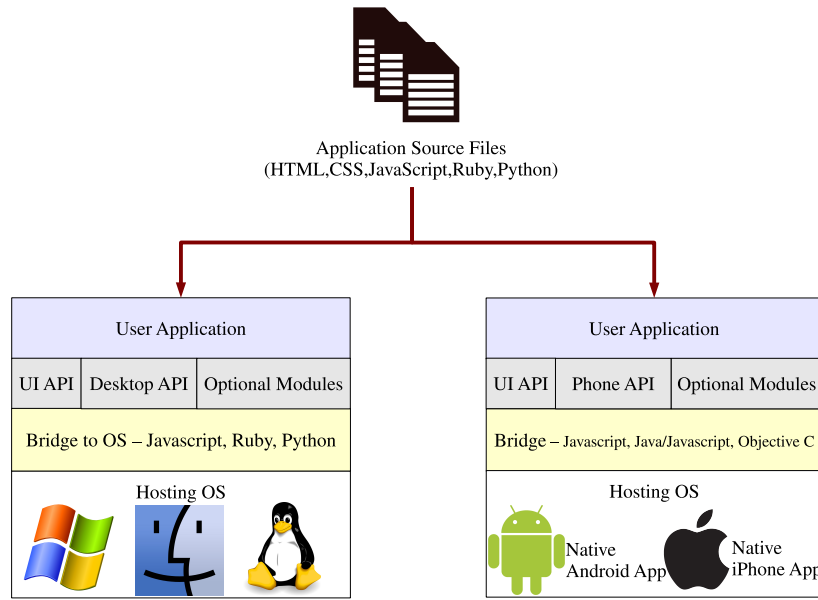 Application Source Files
(HTML,CSS,JavaScript,Ruby,Python)
User Application
UI API
Desktop API
Optional Modules
Bridge to OS – Javascript, Ruby, Python
Hosting OS
User Application
UI API
Phone API
Optional Modules
Bridge – Javascript, Java/Javascript, Objective C
Hosting OS
Native
Android App
Native
iPhone App